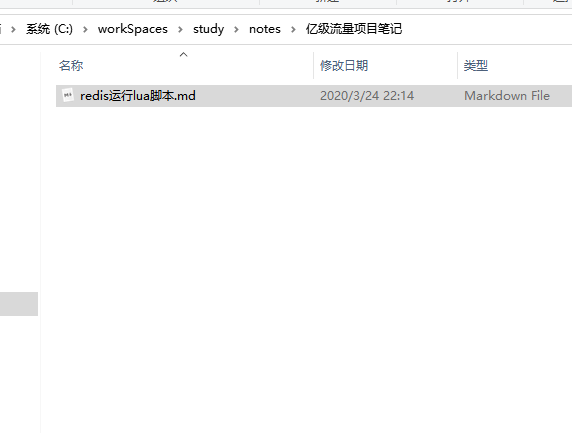 系统 (C:) › workSpaces › study › notes › 亿级流量项目笔记
名称 修改日期 类型
redis运行lua脚本.md 2020/3/24 22:14 Markdown File